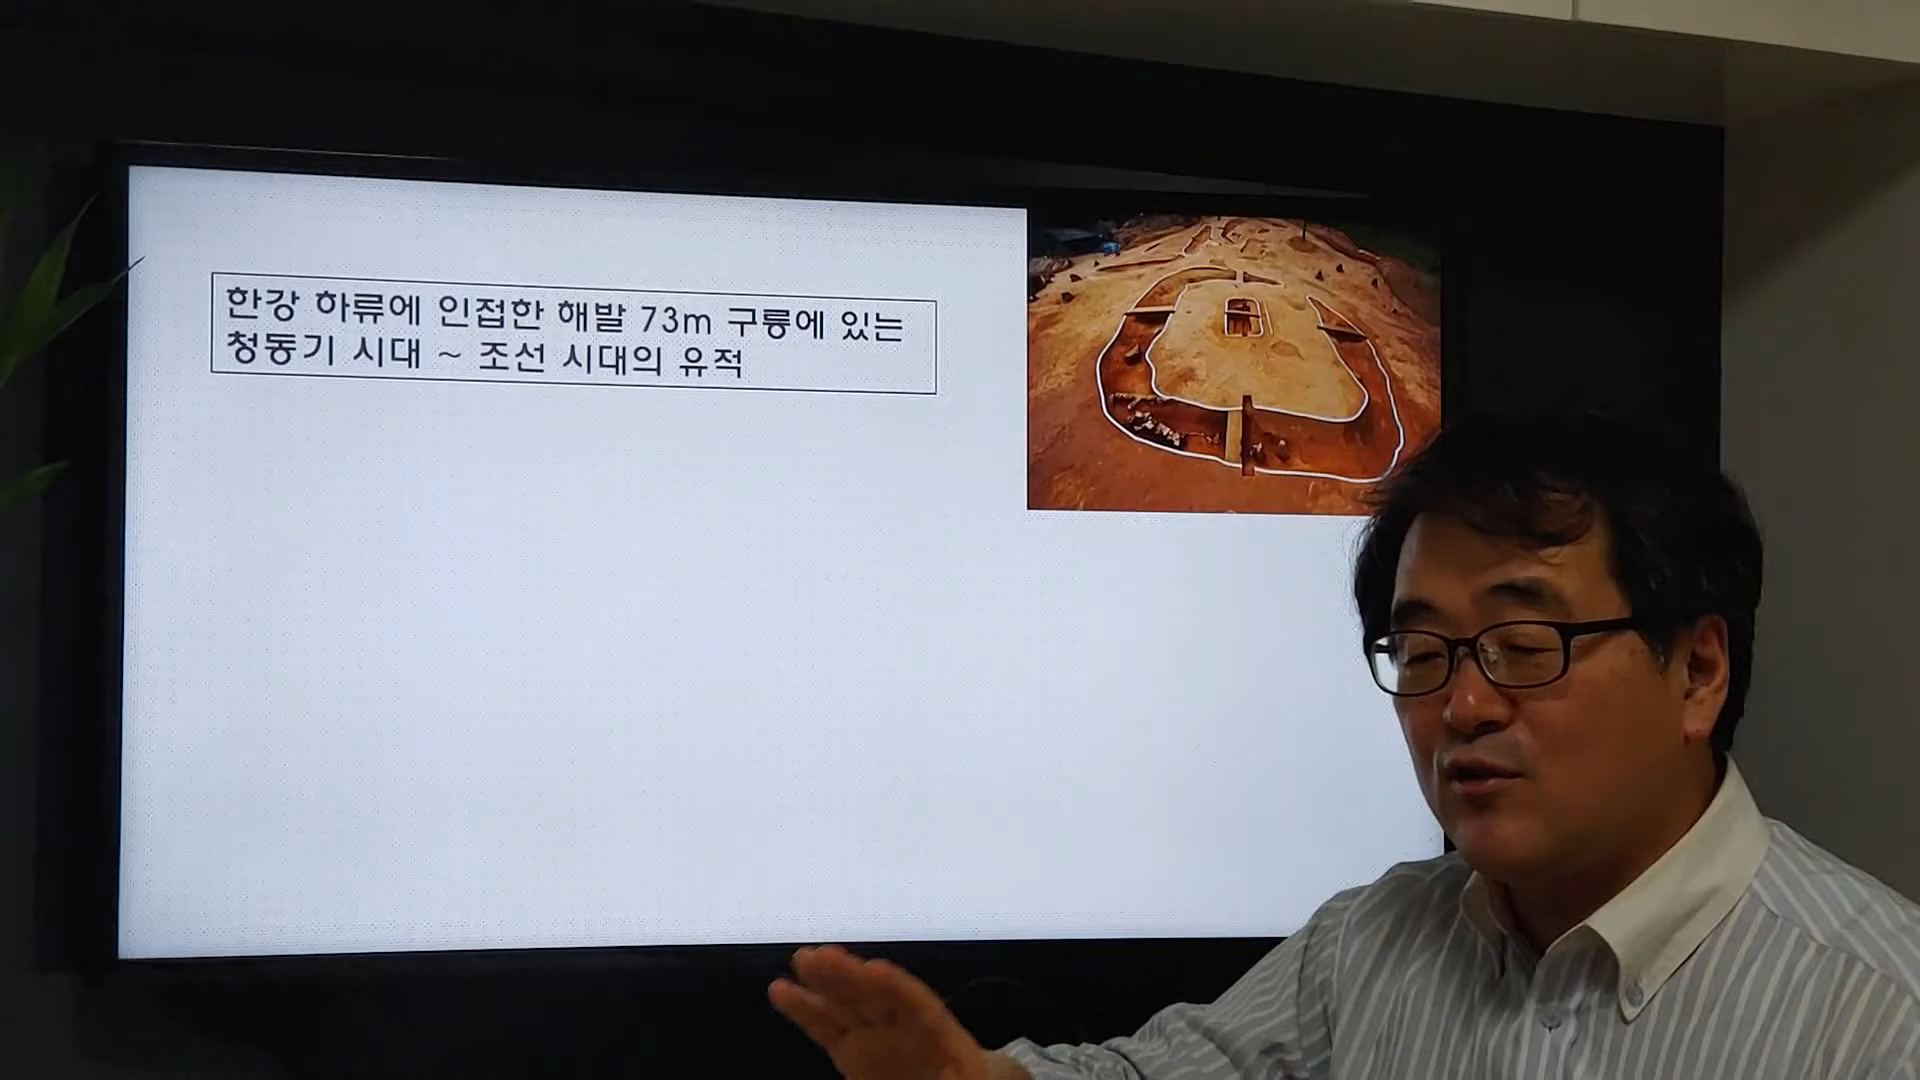 한강 하류에 인접한 해발 73m 구릉에 있는
청동기 시대 ~ 조선 시대의 유적